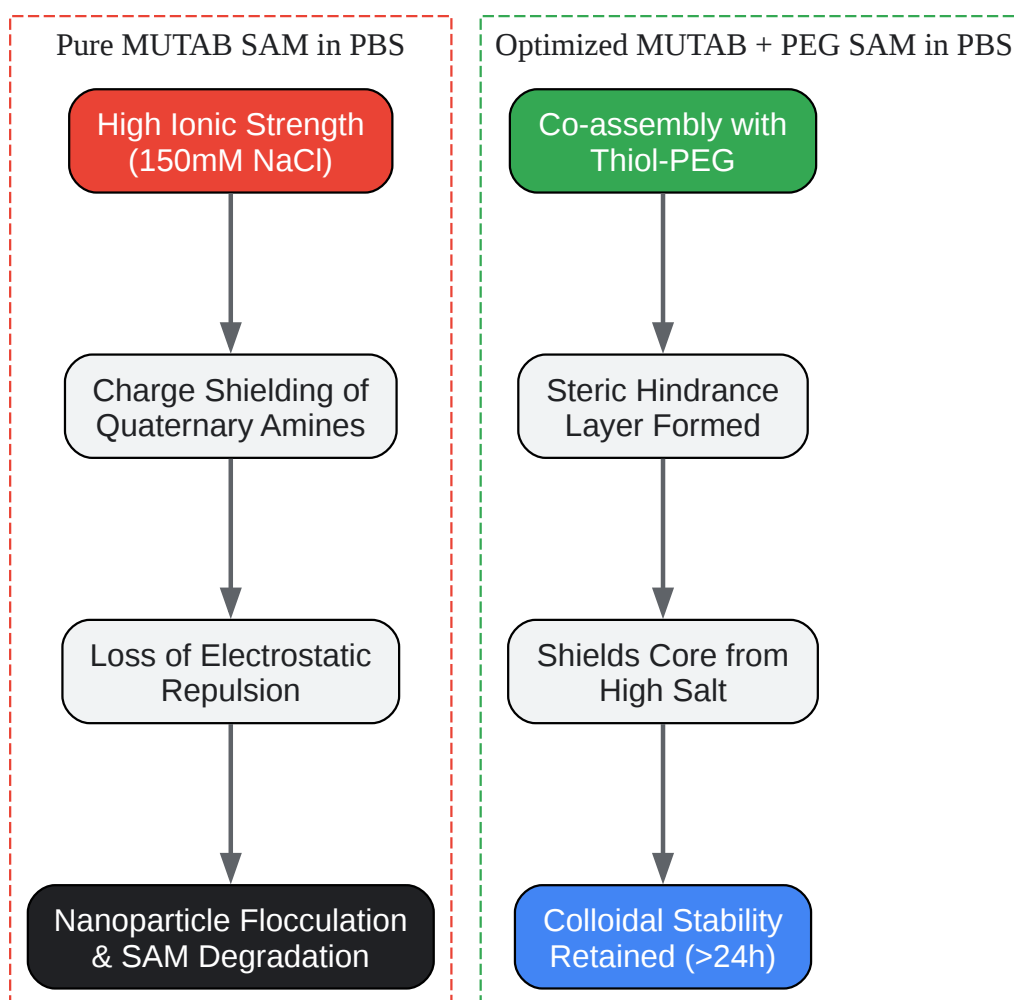 Pure MUTAB SAM in PBS
High Ionic Strength
(150mM NaCl)
Charge Shielding of
Quaternary Amines
Loss of Electrostatic
Repulsion
Nanoparticle Flocculation
& SAM Degradation
Optimized MUTAB + PEG SAM in PBS
Co-assembly with
Thiol-PEG
Steric Hindrance
Layer Formed
Shields Core from
High Salt
Colloidal Stability
Retained (>24h)